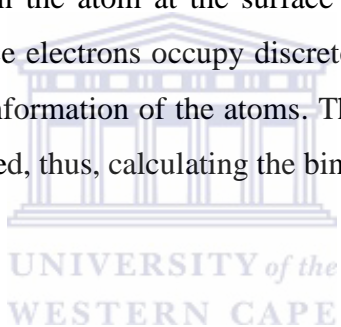 n the atom at the surface
e electrons occupy discrete
nformation of the atoms. Th
ed, thus, calculating the bin
UNIVERSITY of the
WESTERN CAPE